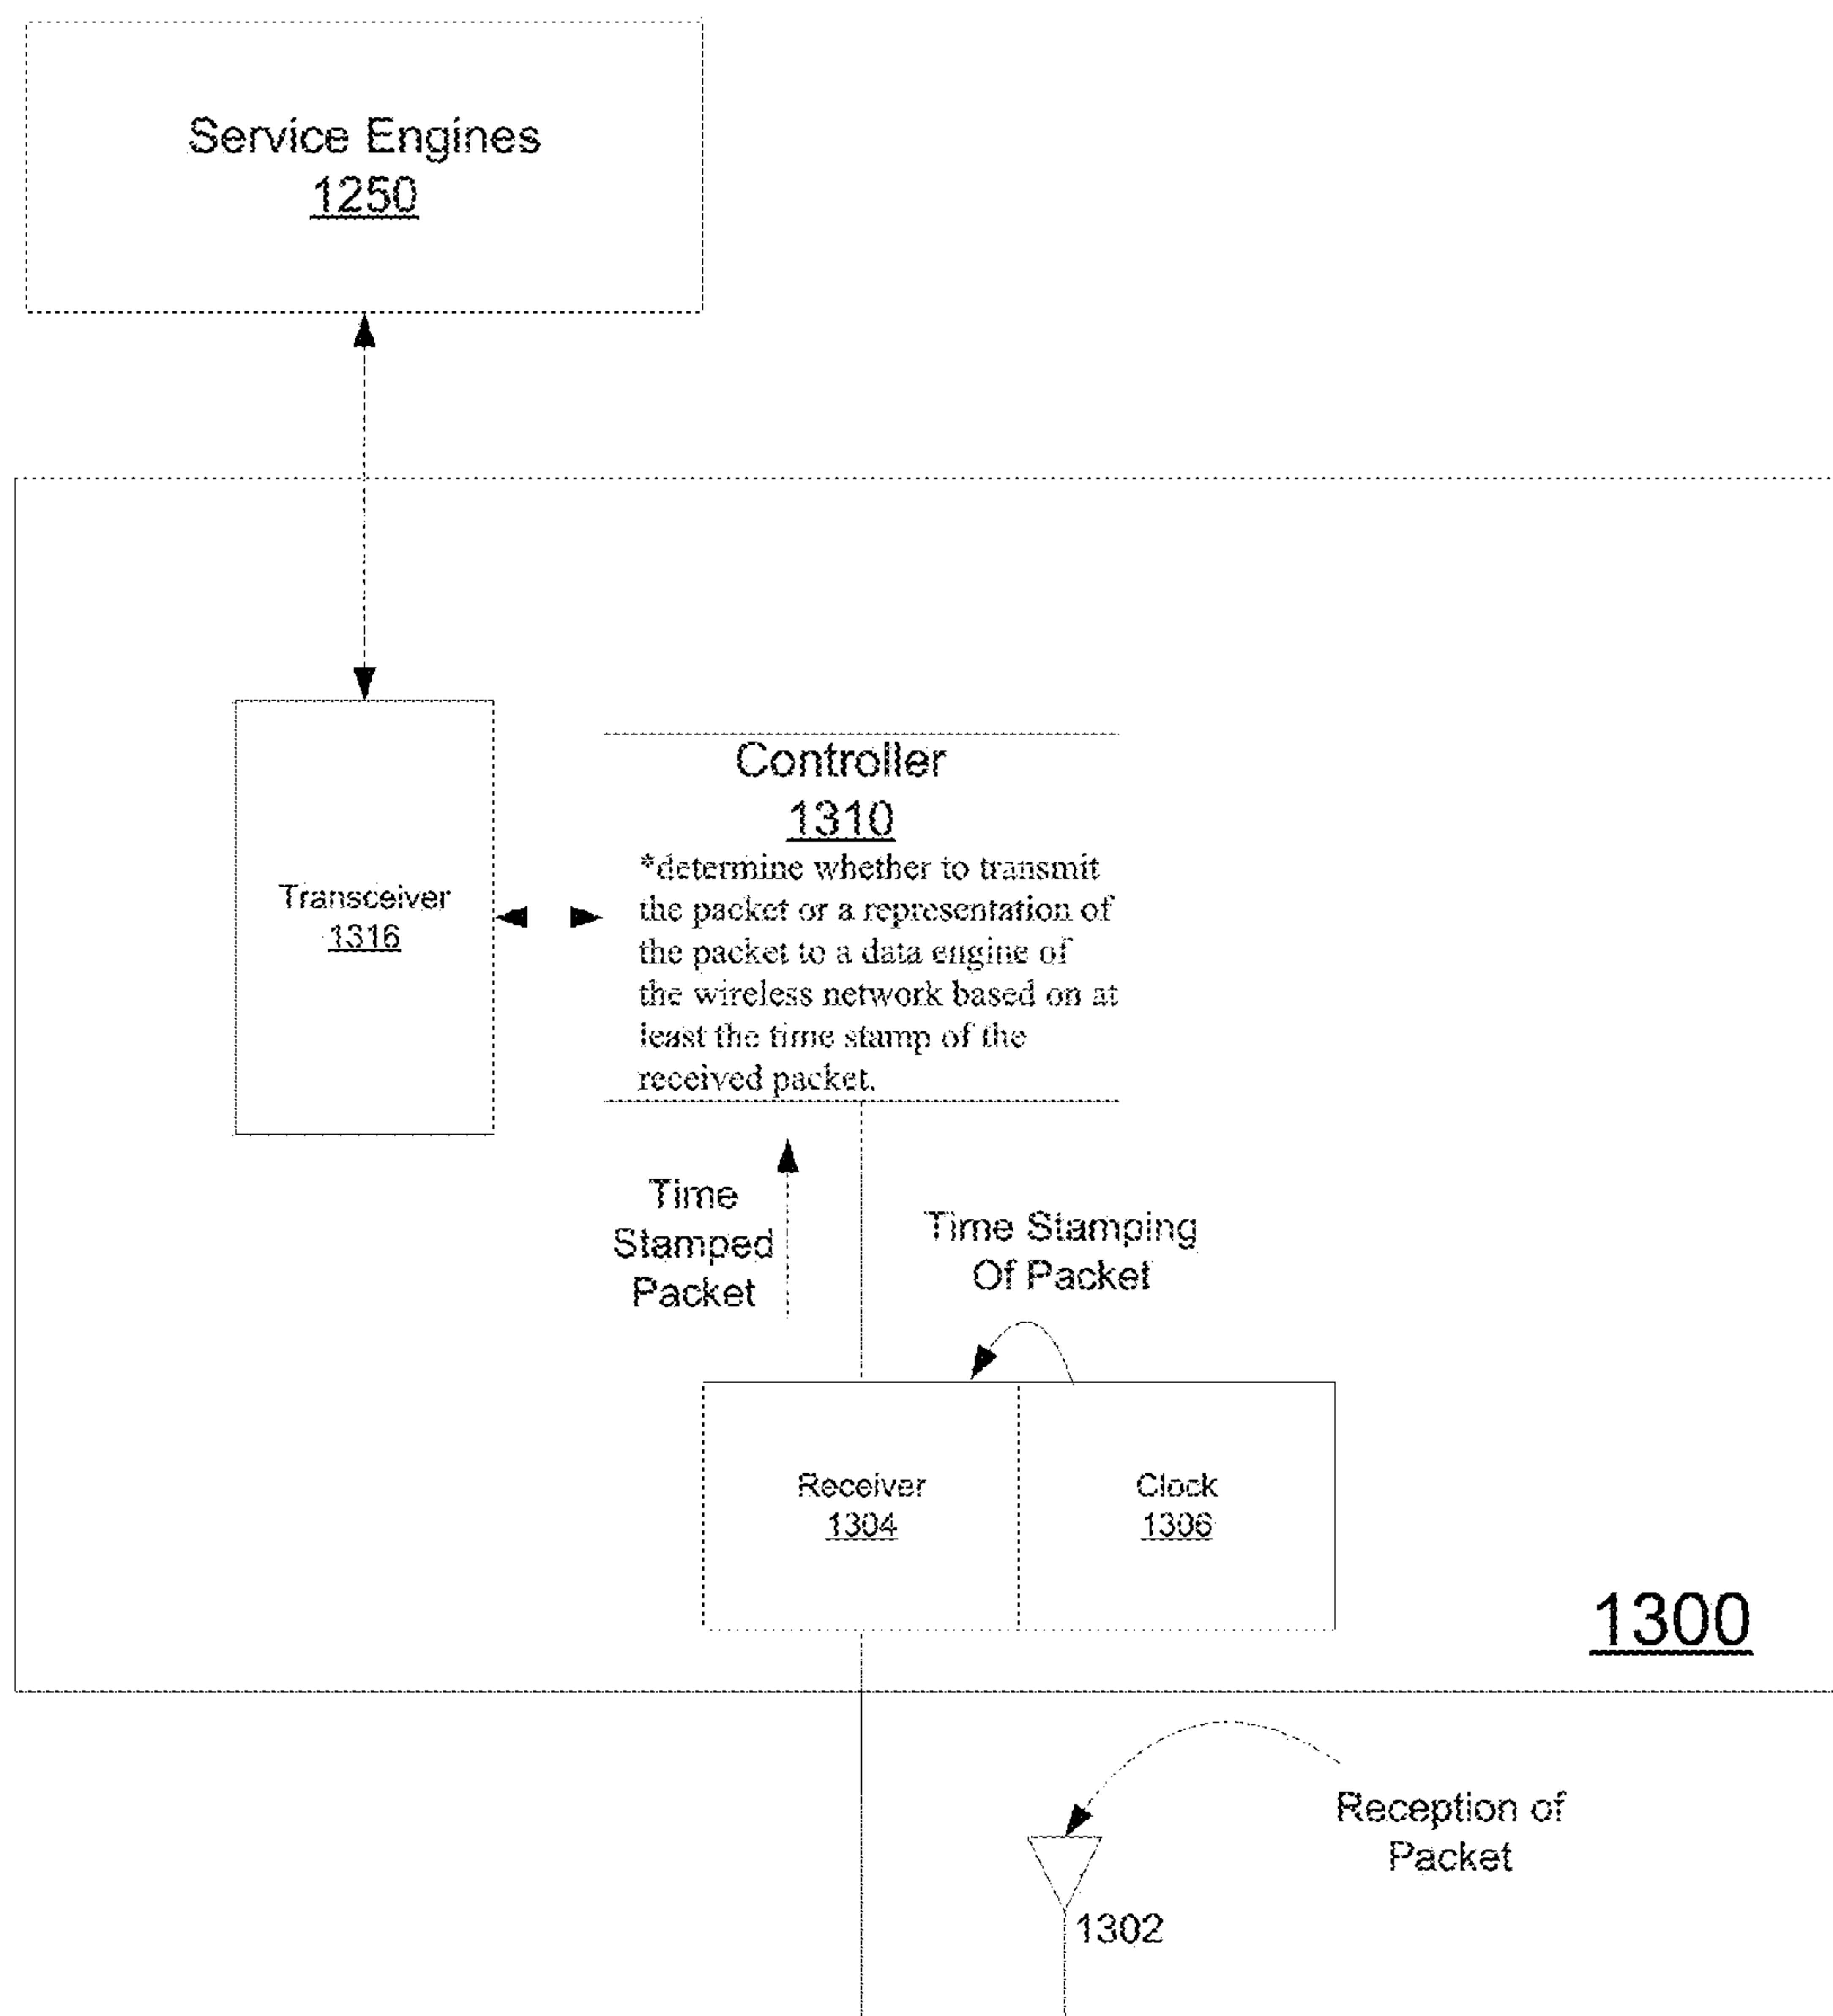 Service Engines
1250
Controller
1310
*determine whether to transmit
the packet or a representation of
the packet to a data engine of
the wireless network based on at
least the time stamp of the
received packet.
Transceiver
1316
Time
Stamped
Packet
Time Stamping
Of Packet
Receiver
1304
Clock
1306
1300
Reception of
Packet
1302